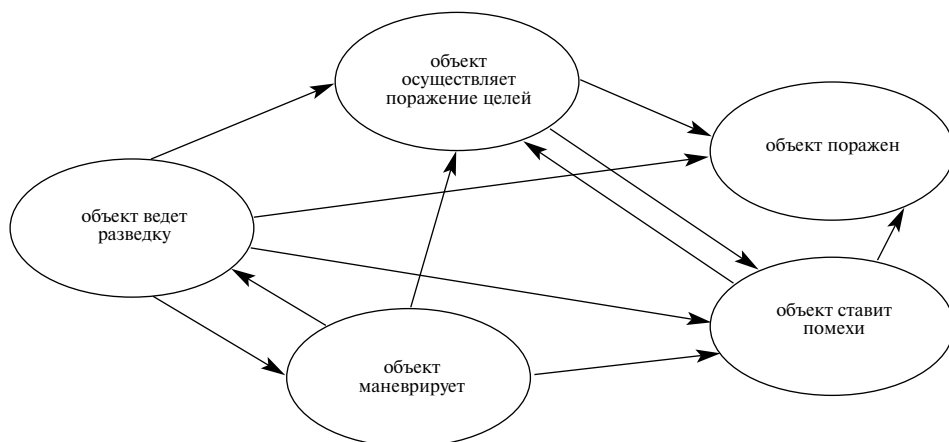 объект
осуществляет
поражение целей
объект поражен
объект ведет
разведку
объект ставит
помехи
объект
маневрирует